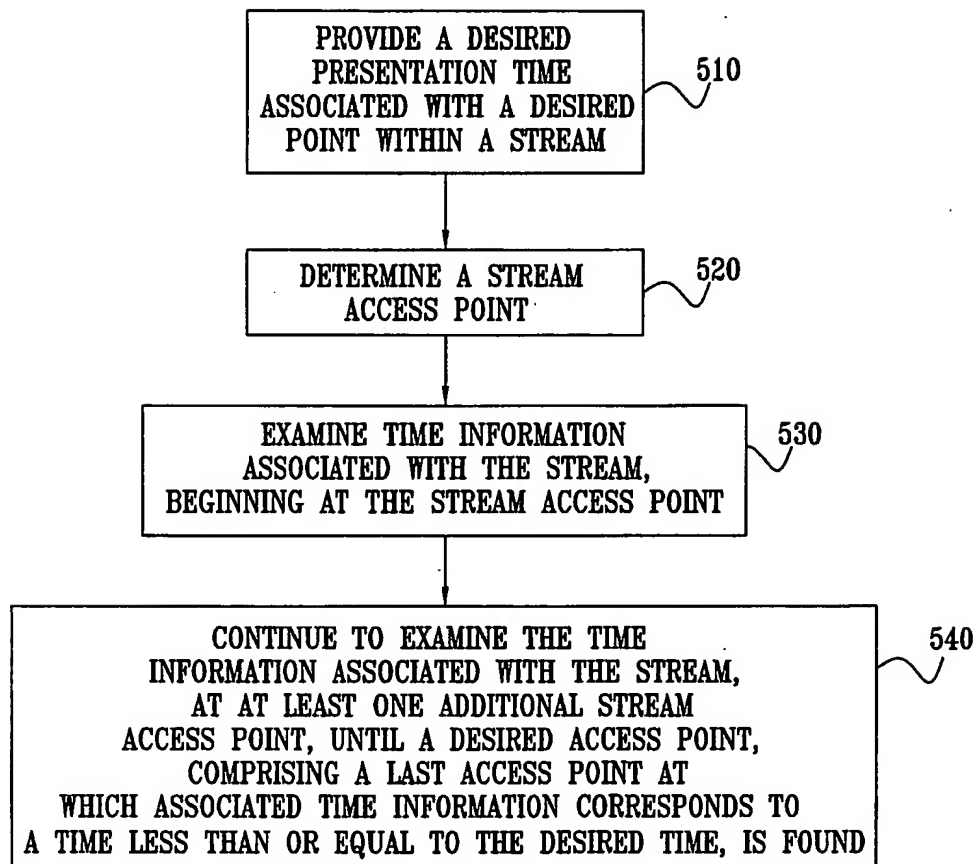 PROVIDE A DESIRED
PRESENTATION TIME
ASSOCIATED WITH A DESIRED
POINT WITHIN A STREAM
510
DETERMINE A STREAM
ACCESS POINT
520
EXAMINE TIME INFORMATION
ASSOCIATED WITH THE STREAM,
BEGINNING AT THE STREAM ACCESS POINT
530
CONTINUE TO EXAMINE THE TIME
INFORMATION ASSOCIATED WITH THE STREAM,
AT AT LEAST ONE ADDITIONAL STREAM
ACCESS POINT, UNTIL A DESIRED ACCESS POINT,
COMPRISING A LAST ACCESS POINT AT
WHICH ASSOCIATED TIME INFORMATION CORRESPONDS TO
A TIME LESS THAN OR EQUAL TO THE DESIRED TIME, IS FOUND
540